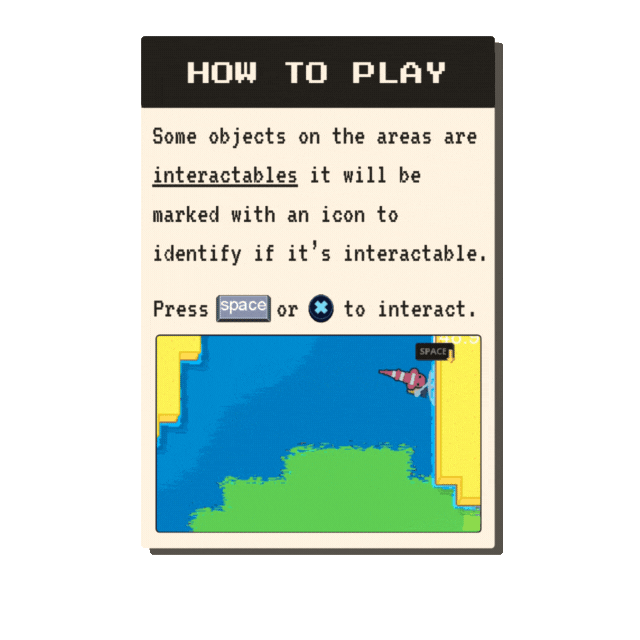 HOW TO PLAY
Some objects on the areas are
interactables it will be
marked with an icon to
identify if it's interactable.
Press space or to interact.
SPACE